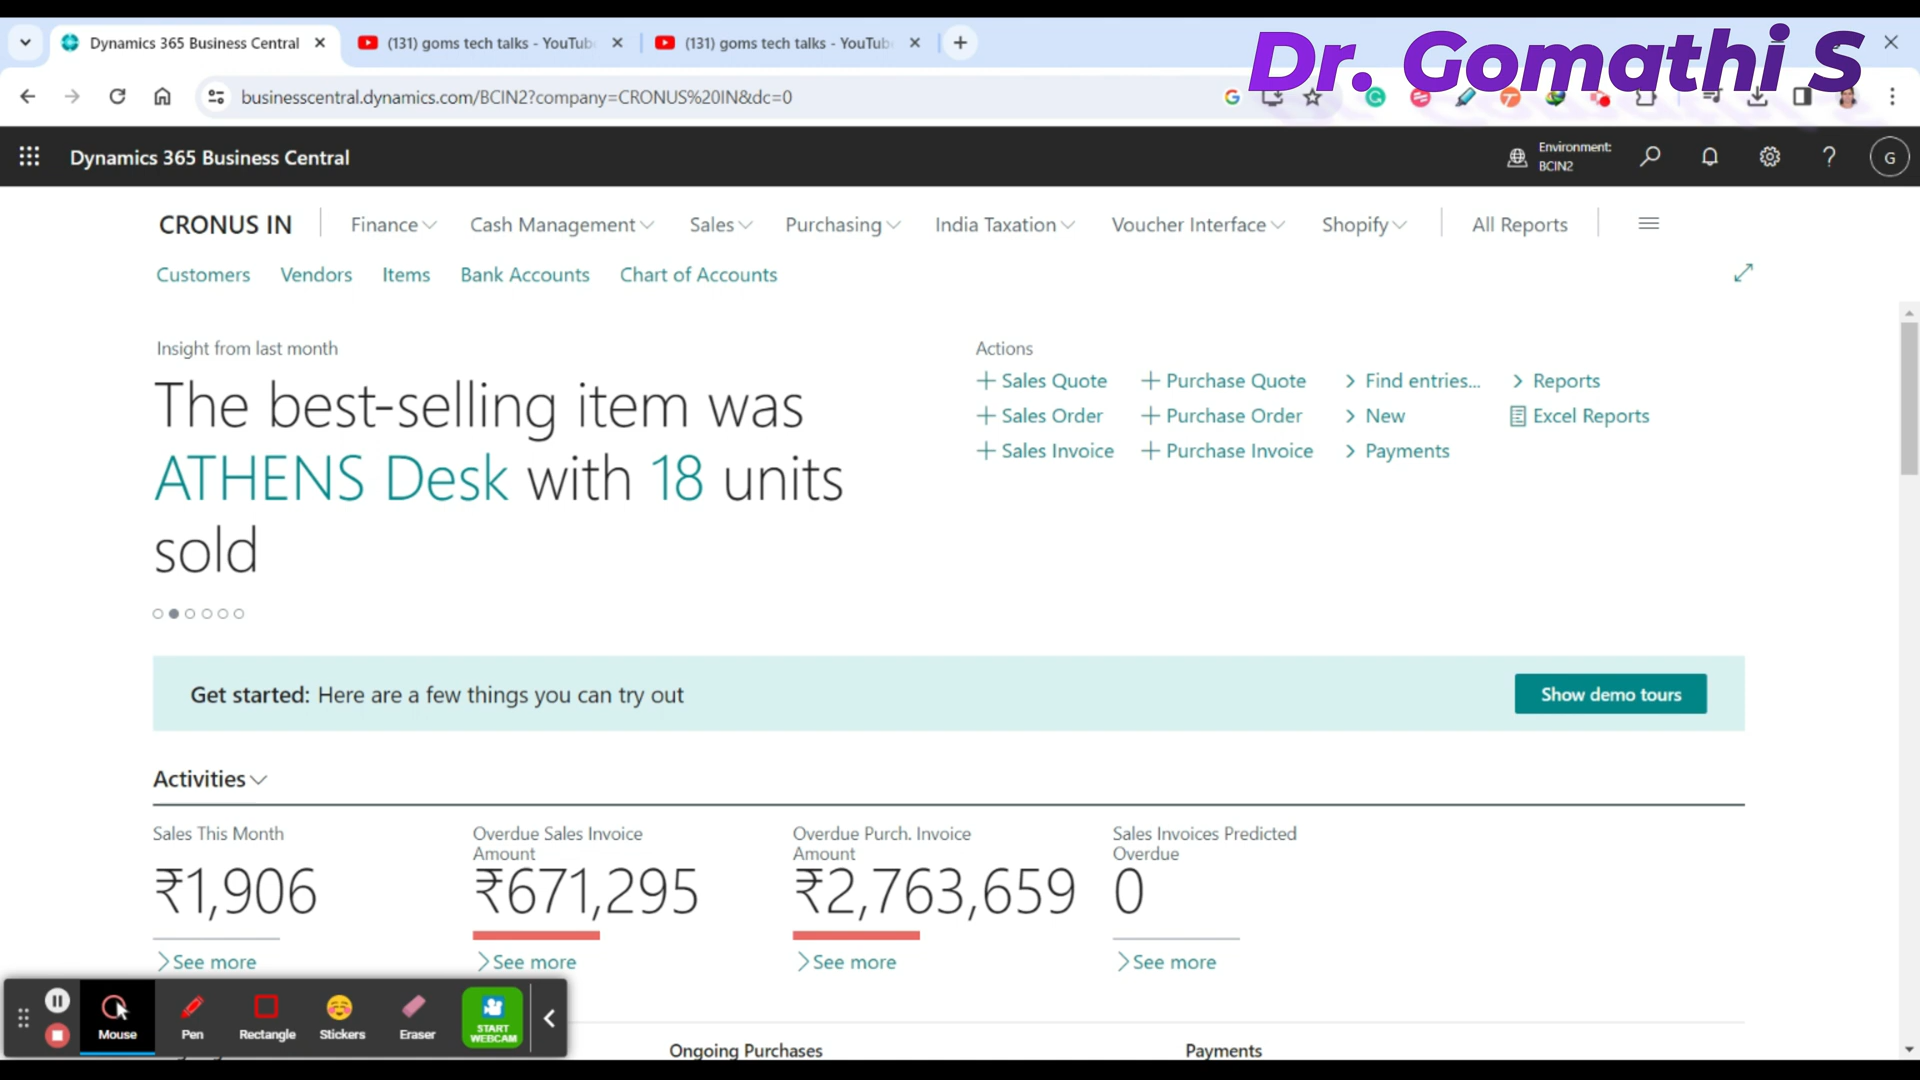 Dynamics 365 Business Central
(131) goms tech talks - YouTub
(131) goms tech talks - YouTub
Dr. Gomathi S
businesscentral.dynamics.com/BCIN2?company=CRONUS%20IN&dc=0
Dynamics 365 Business Central
Environment:
BCIN2
G
CRONUS IN
Finance
Cash Management
Sales
Purchasing
India Taxation
Voucher Interface
Shopify
All Reports
Customers
Vendors
Items
Bank Accounts
Chart of Accounts
Insight from last month
The best-selling item was
ATHENS Desk with 18 units
sold
Actions
Sales Quote
Purchase Quote
Find entries...
Reports
Sales Order
Purchase Order
New
Excel Reports
Sales Invoice
Purchase Invoice
Payments
Get started: Here are a few things you can try out
Show demo tours
Activities
Sales This Month
₹1,906
See more
Overdue Sales Invoice
Amount
₹671,295
See more
Overdue Purch. Invoice
Amount
₹2,763,659
See more
Sales Invoices Predicted
Overdue
0
See more
Mouse
Pen
Rectangle
Stickers
Eraser
START
WEBCAM
Ongoing Purchases
Payments